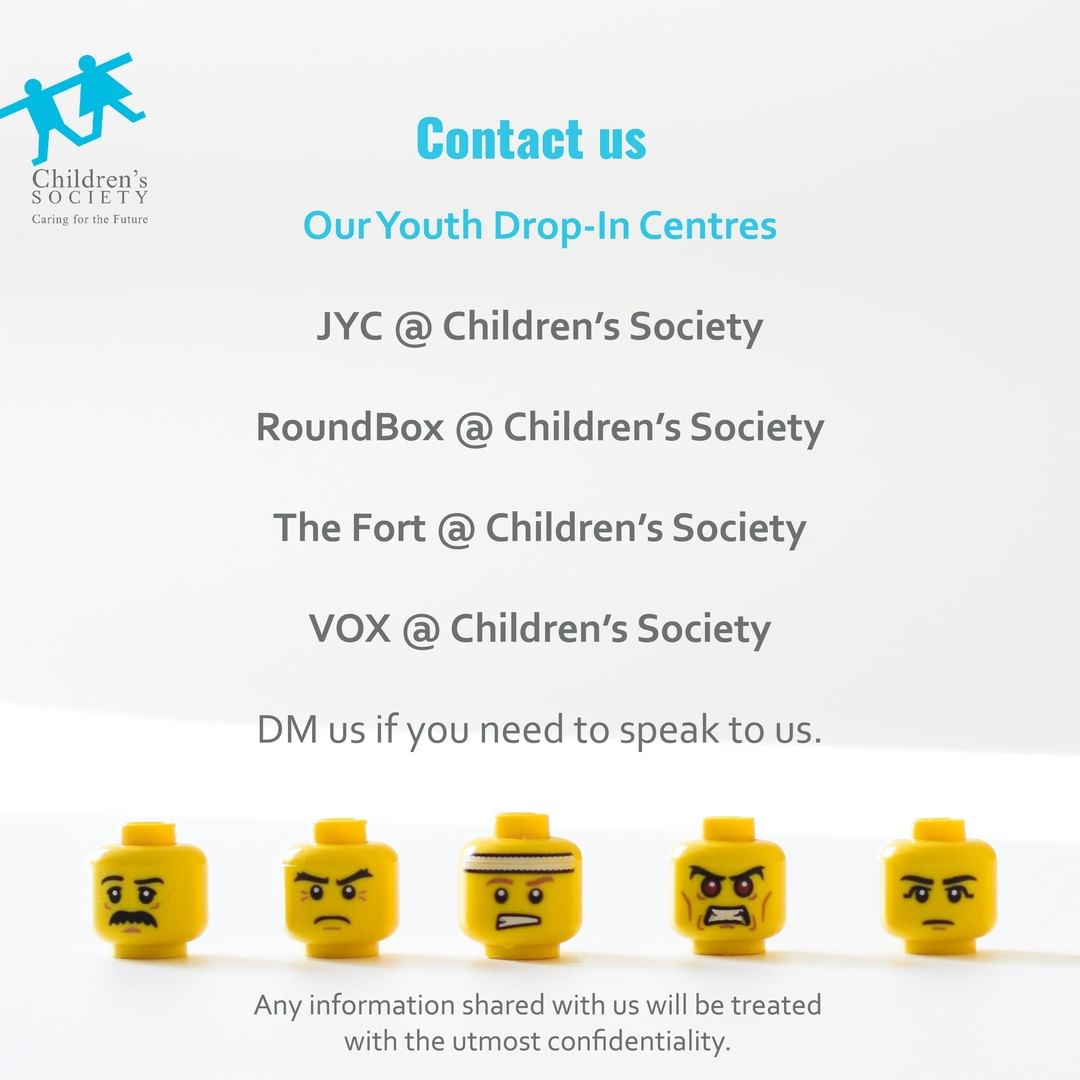 Children's
SOCIETY
Caring for the Future
Contact us
Our Youth Drop-In Centres
JYC @ Children's Society
RoundBox @ Children's Society
The Fort @ Children's Society
VOX @ Children's Society
DM us if you need to speak to us.
Any information shared with us will be treated
with the utmost confidentiality.